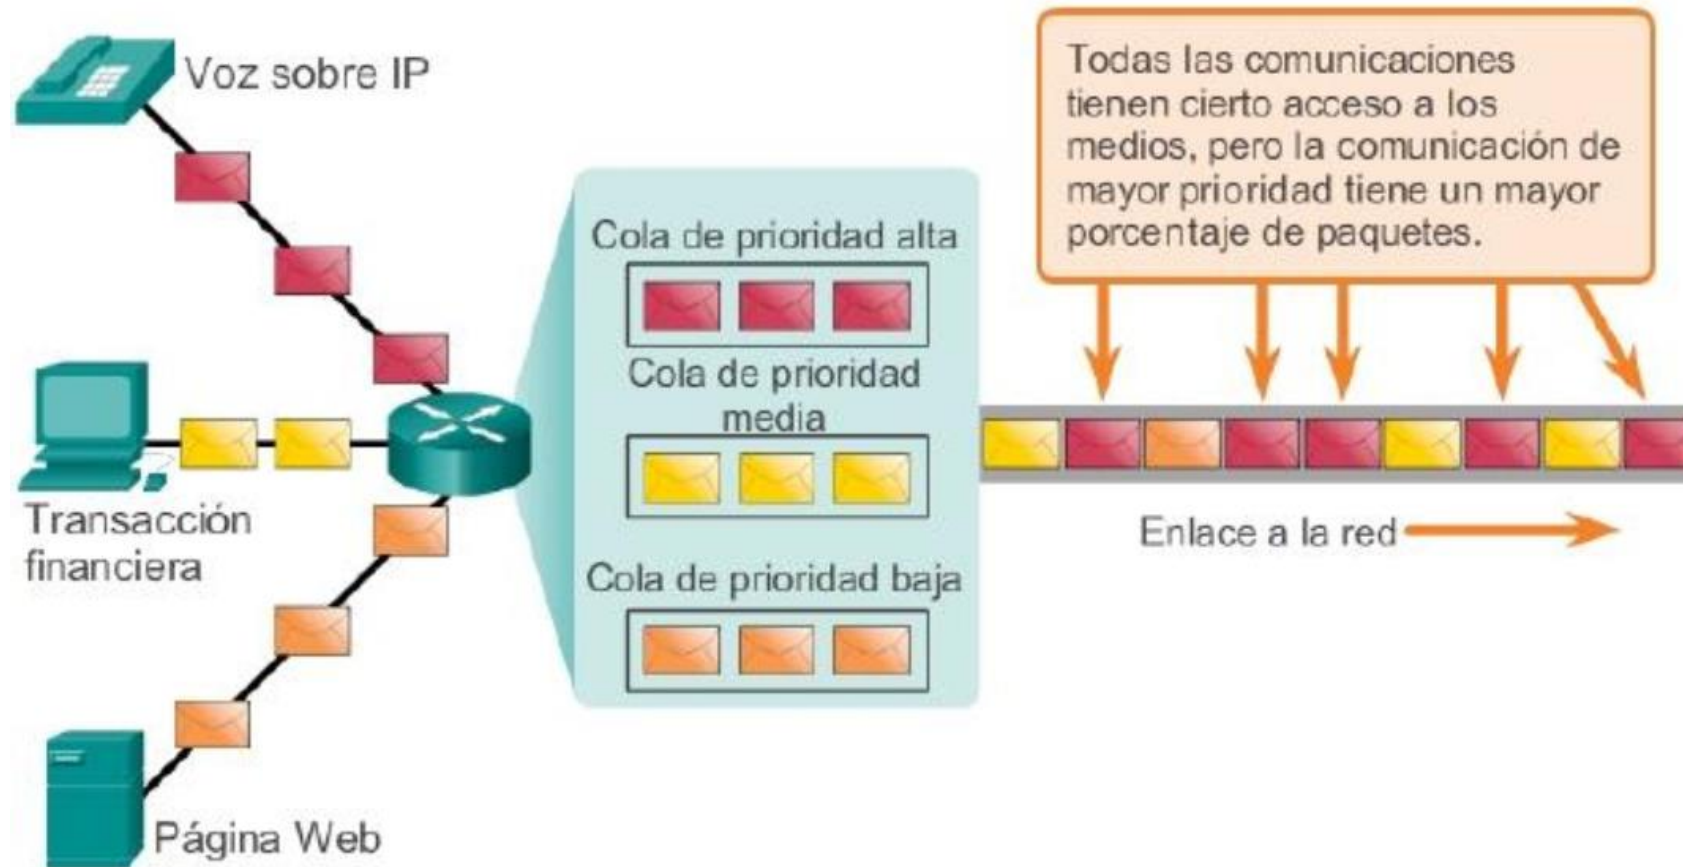 Voz sobre IP
Transacción
financiera
Página Web
Cola de prioridad alta
Cola de prioridad
media
Cola de prioridad baja
Todas las comunicaciones
tienen cierto acceso a los
medios, pero la comunicación de
mayor prioridad tiene un mayor
porcentaje de paquetes.
Enlace a la red